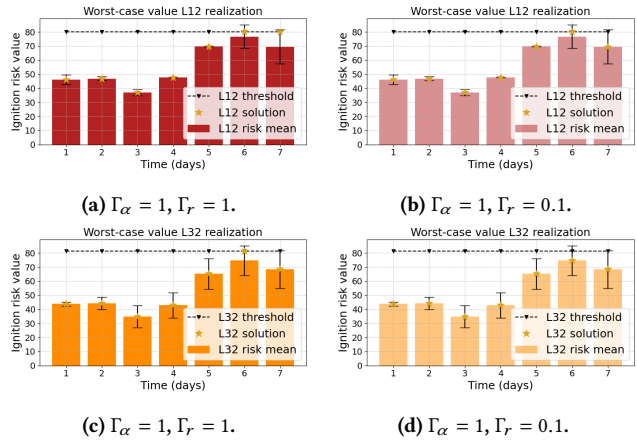 Worst-case value L12 realization
Ignition risk value
80
70
60
50
40
30
20
10
0
L12 threshold
L12 solution
L12 risk mean
1 2 3 4 5 6 7
Time (days)
(a) Γα = 1, Γr = 1.
Worst-case value L12 realization
Ignition risk value
80
70
60
50
40
30
20
10
0
L12 threshold
L12 solution
L12 risk mean
1 2 3 4 5 6 7
Time (days)
(b) Γα = 1, Γr = 0.1.
Worst-case value L32 realization
Ignition risk value
80
70
60
50
40
30
20
10
0
L32 threshold
L32 solution
L32 risk mean
1 2 3 4 5 6 7
Time (days)
(c) Γα = 1, Γr = 1.
Worst-case value L32 realization
Ignition risk value
80
70
60
50
40
30
20
10
0
L32 threshold
L32 solution
L32 risk mean
1 2 3 4 5 6 7
Time (days)
(d) Γα = 1, Γr = 0.1.